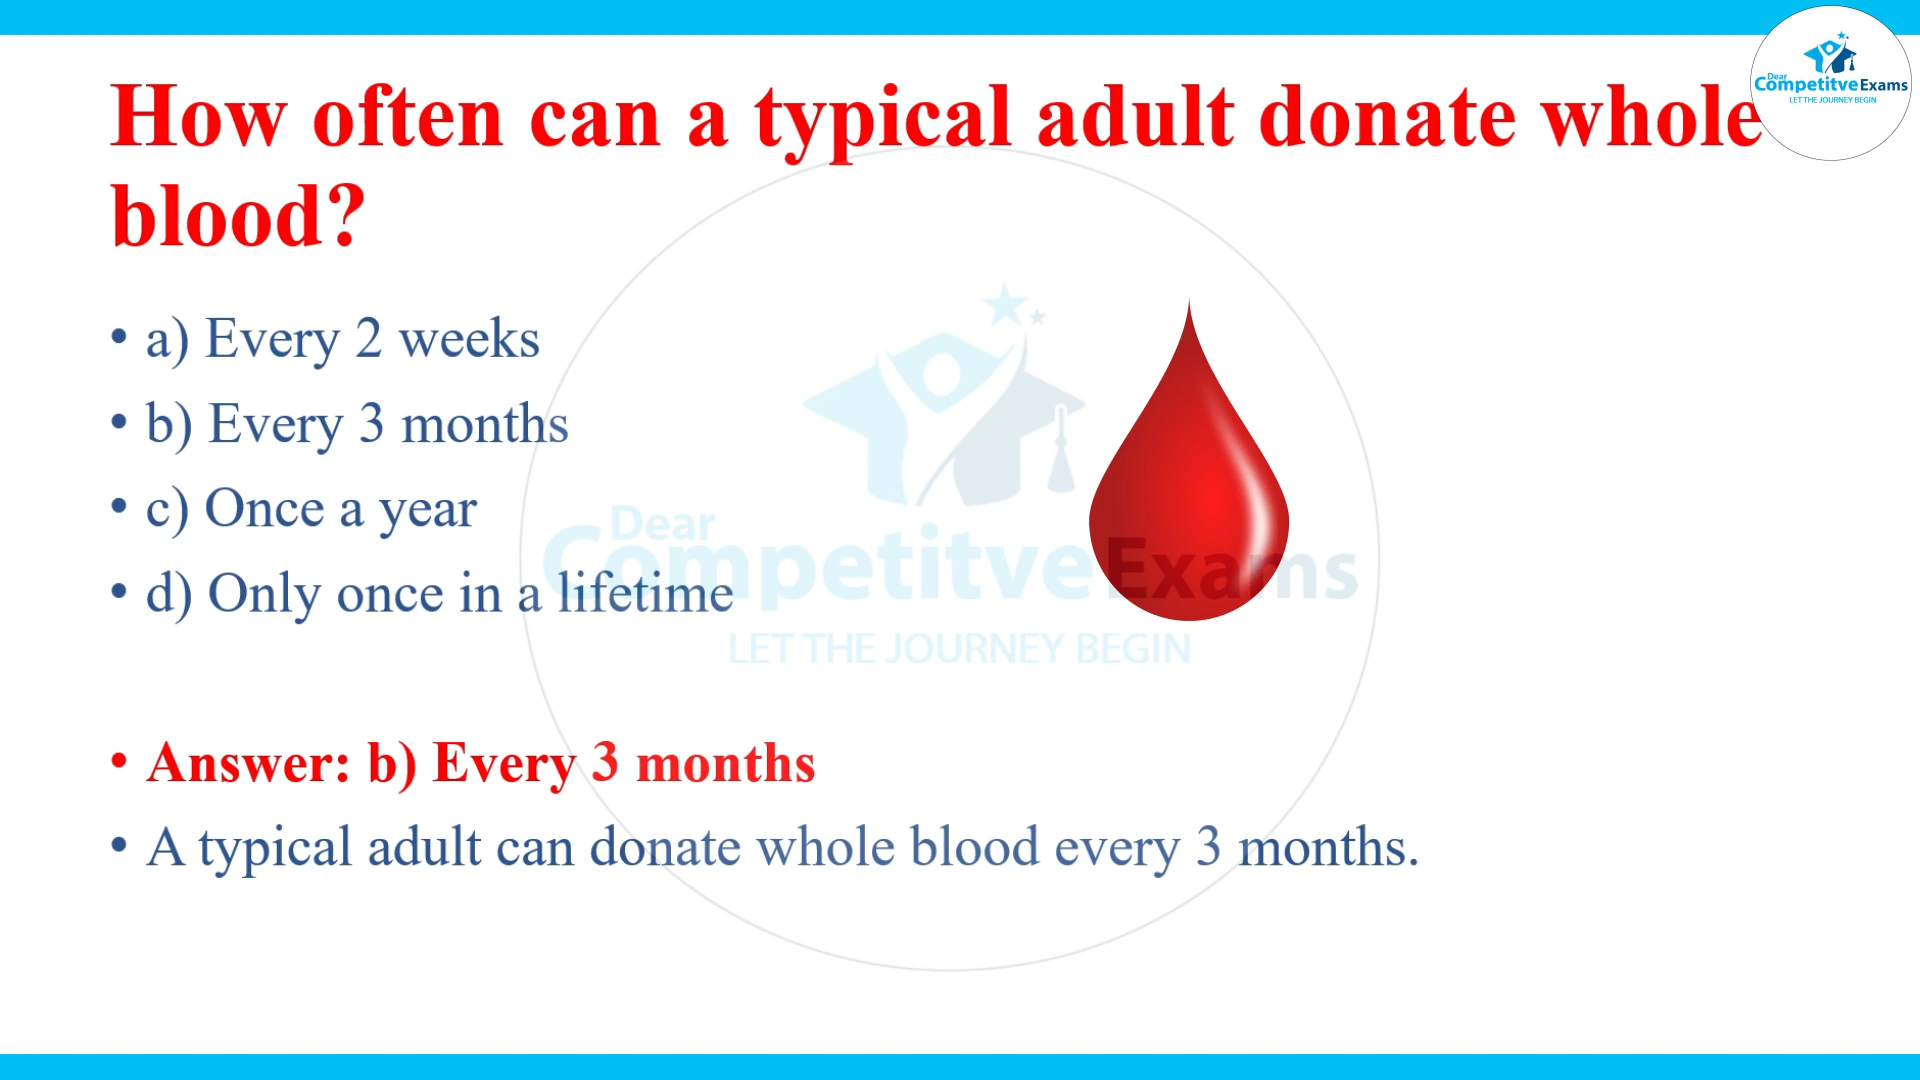 How often can a typical adult donate whole
blood?
• a) Every 2 weeks
• b) Every 3 months
• c) Once a year
• d) Only once in a lifetime
• Answer: b) Every 3 months
• A typical adult can donate whole blood every 3 months.
Dear
CompetitveExams
LET THE JOURNEY BEGIN
Dear
CompetitveExams
LET THE JOURNEY BEGIN